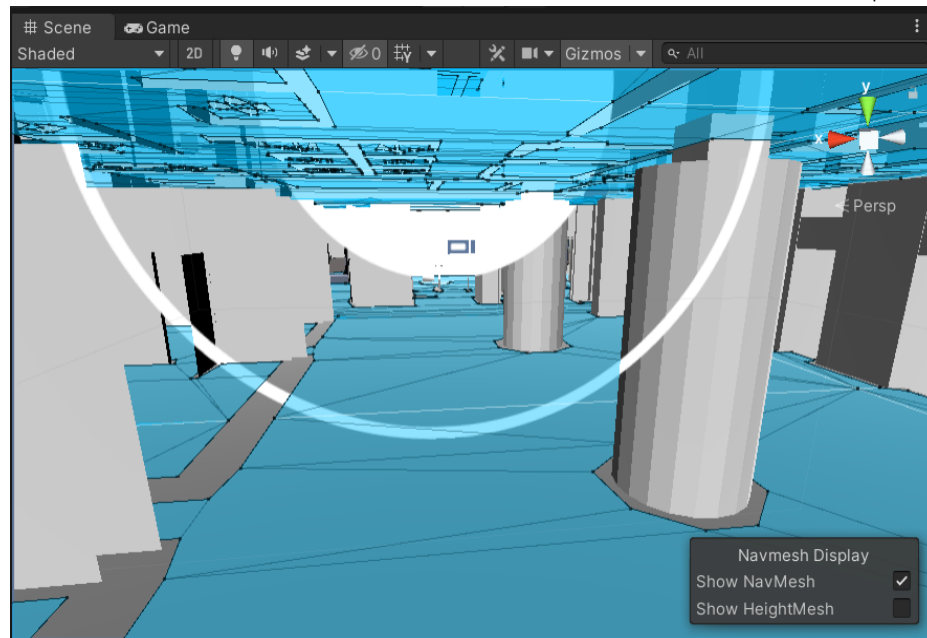 Scene Game
Shaded 2D 0 Gizmos All
y
x
< Persp
Navmesh Display
Show NavMesh
Show HeightMesh